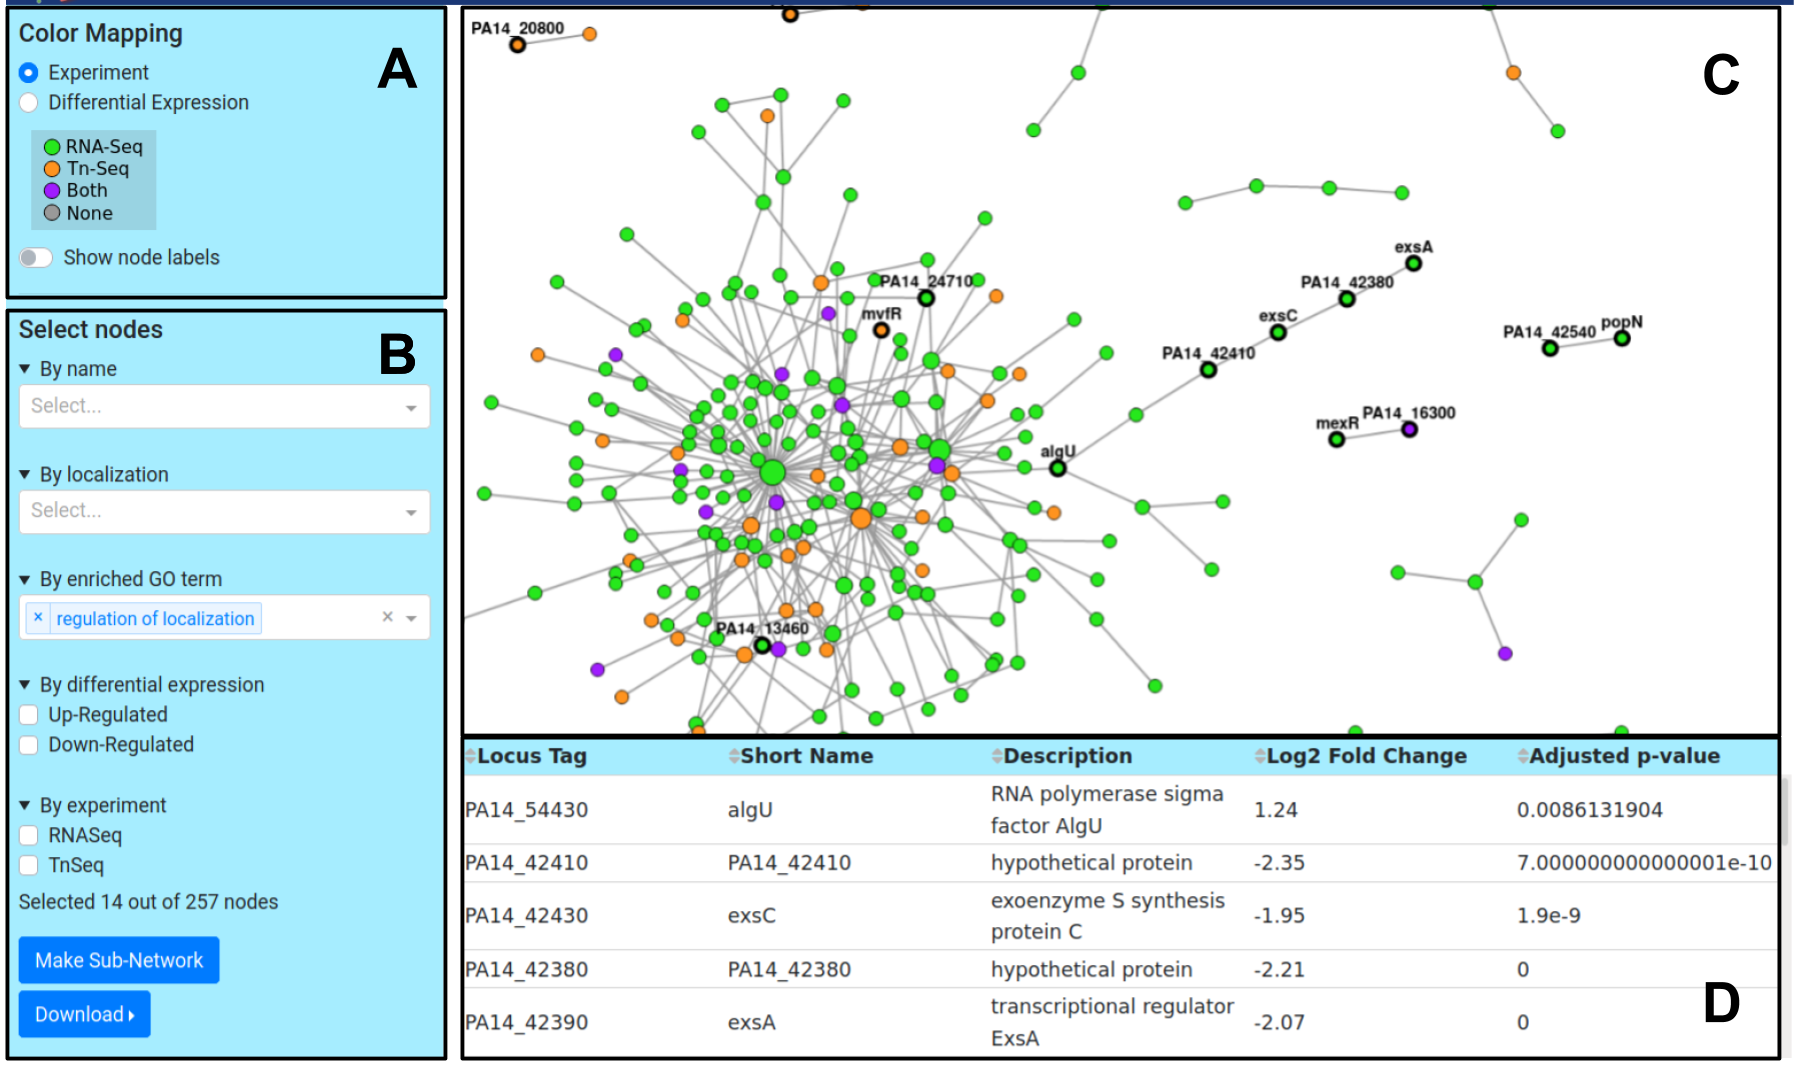 Color Mapping
A
Experiment
Differential Expression
RNA-Seq
Tn-Seq
Both
None
Show node labels
Select nodes
B
By name
Select...
By localization
Select...
By enriched GO term
× regulation of localization ×
By differential expression
Up-Regulated
Down-Regulated
By experiment
RNASeq
TnSeq
Selected 14 out of 257 nodes
Make Sub-Network
Download
C
PA14_20800
exsA
PA14_24710
PA14_42380
mvfR
exsC
PA14_42540 popN
PA14_42410
mexR PA14_16300
algU
PA14_13460
Locus Tag Short Name Description Log2 Fold Change Adjusted p-value
PA14_54430 algU RNA polymerase sigma factor AlgU 1.24 0.0086131904
PA14_42410 PA14_42410 hypothetical protein -2.35 7.000000000000001e-10
PA14_42430 exsC exoenzyme S synthesis protein C -1.95 1.9e-9
PA14_42380 PA14_42380 hypothetical protein -2.21 0
PA14_42390 exsA transcriptional regulator ExsA -2.07 0
D